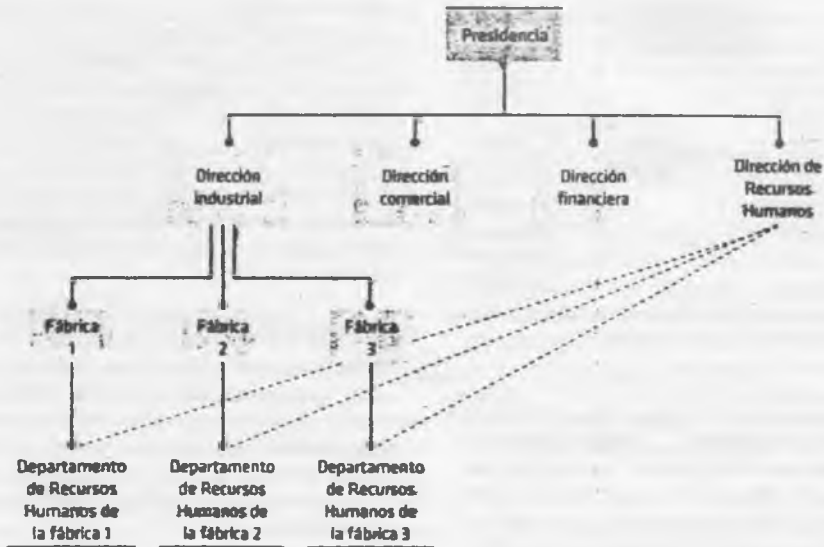 Presidencia
Dirección
industrial
Dirección
comercial
Dirección
financiera
Dirección de
Recursos
Humanos
Fábrica
1
Fábrica
2
Fábrica
3
Departamento
de Recursos
Humanos de
la fábrica 1
Departamento
de Recursos
Humanos de
la fábrica 2
Departamento
de Recursos
Humanos de
la fábrica 3